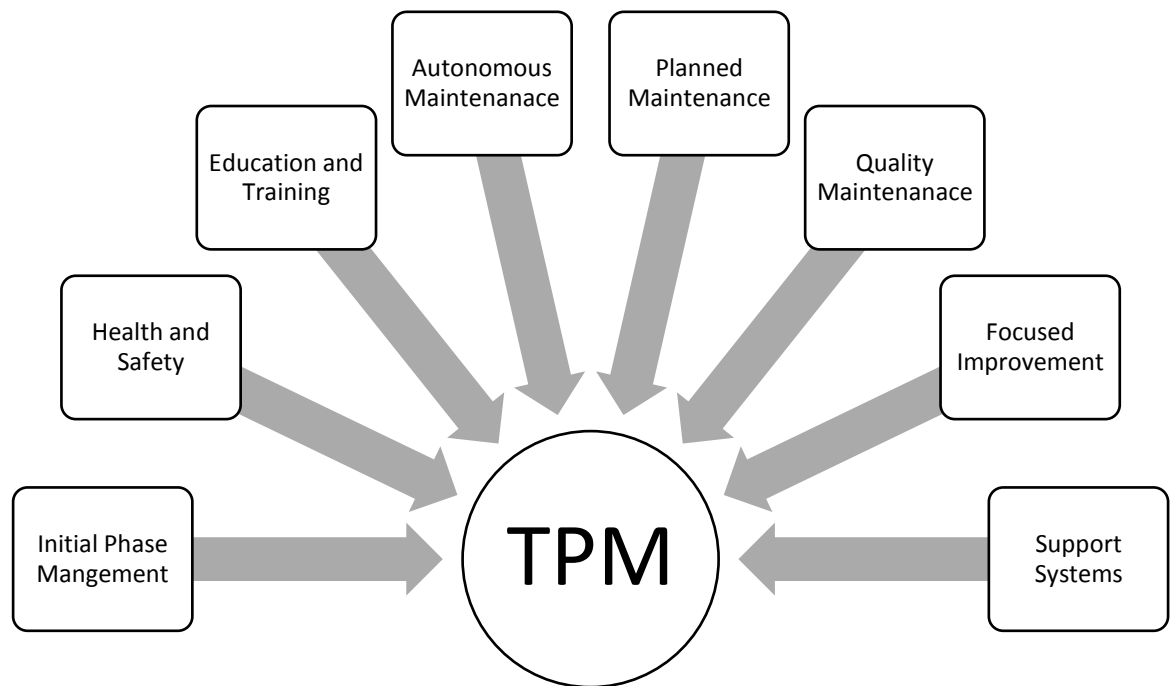 Autonomous
Maintenanace
Planned
Maintenance
Education and
Training
Quality
Maintenanace
Health and
Safety
Focused
Improvement
Initial Phase
Mangement
TPM
Support
Systems